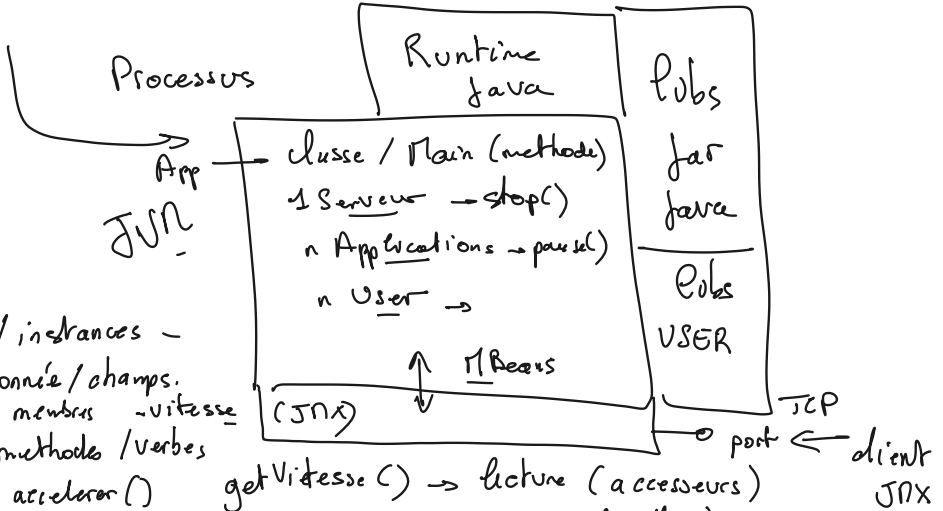 Processus
Runtime
Java
Libs
Jar
Java
App
classe / Main (methode)
JVM
1 Serveur → stop()
n Applications → pause()
n User →
Libs
USER
/ instances -
onnée / champs.
membres - vitesse
methodes / verbes
accelerer ()
MBeans
(JMX)
TCP
port ← client
JMX
getVitesse () → lecture (accesseurs)